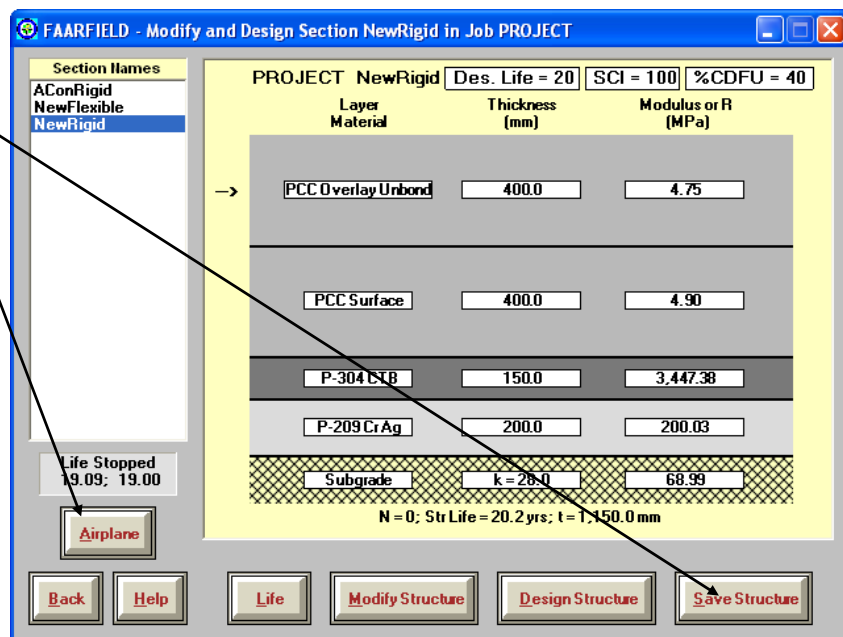 FAARFIELD - Modify and Design Section NewRigid in Job PROJECT
Section Names
AConRigid
NewFlexible
NewRigid
PROJECT NewRigid Des. Life = 20 SCI = 100 %CDFU = 40
Layer Material Thickness (mm) Modulus or R (MPa)
--> PCC Overlay Unbond 400.0 4.75
PCC Surface 400.0 4.90
P-304 CTB 150.0 3,447.38
P-209 CrAg 200.0 200.03
Subgrade k = 28.0 68.99
N = 0; Str Life = 20.2 yrs; t = 1,150.0 mm
Life Stopped
19.09; 19.00
Airplane
Back Help Life Modify Structure Design Structure Save Structure